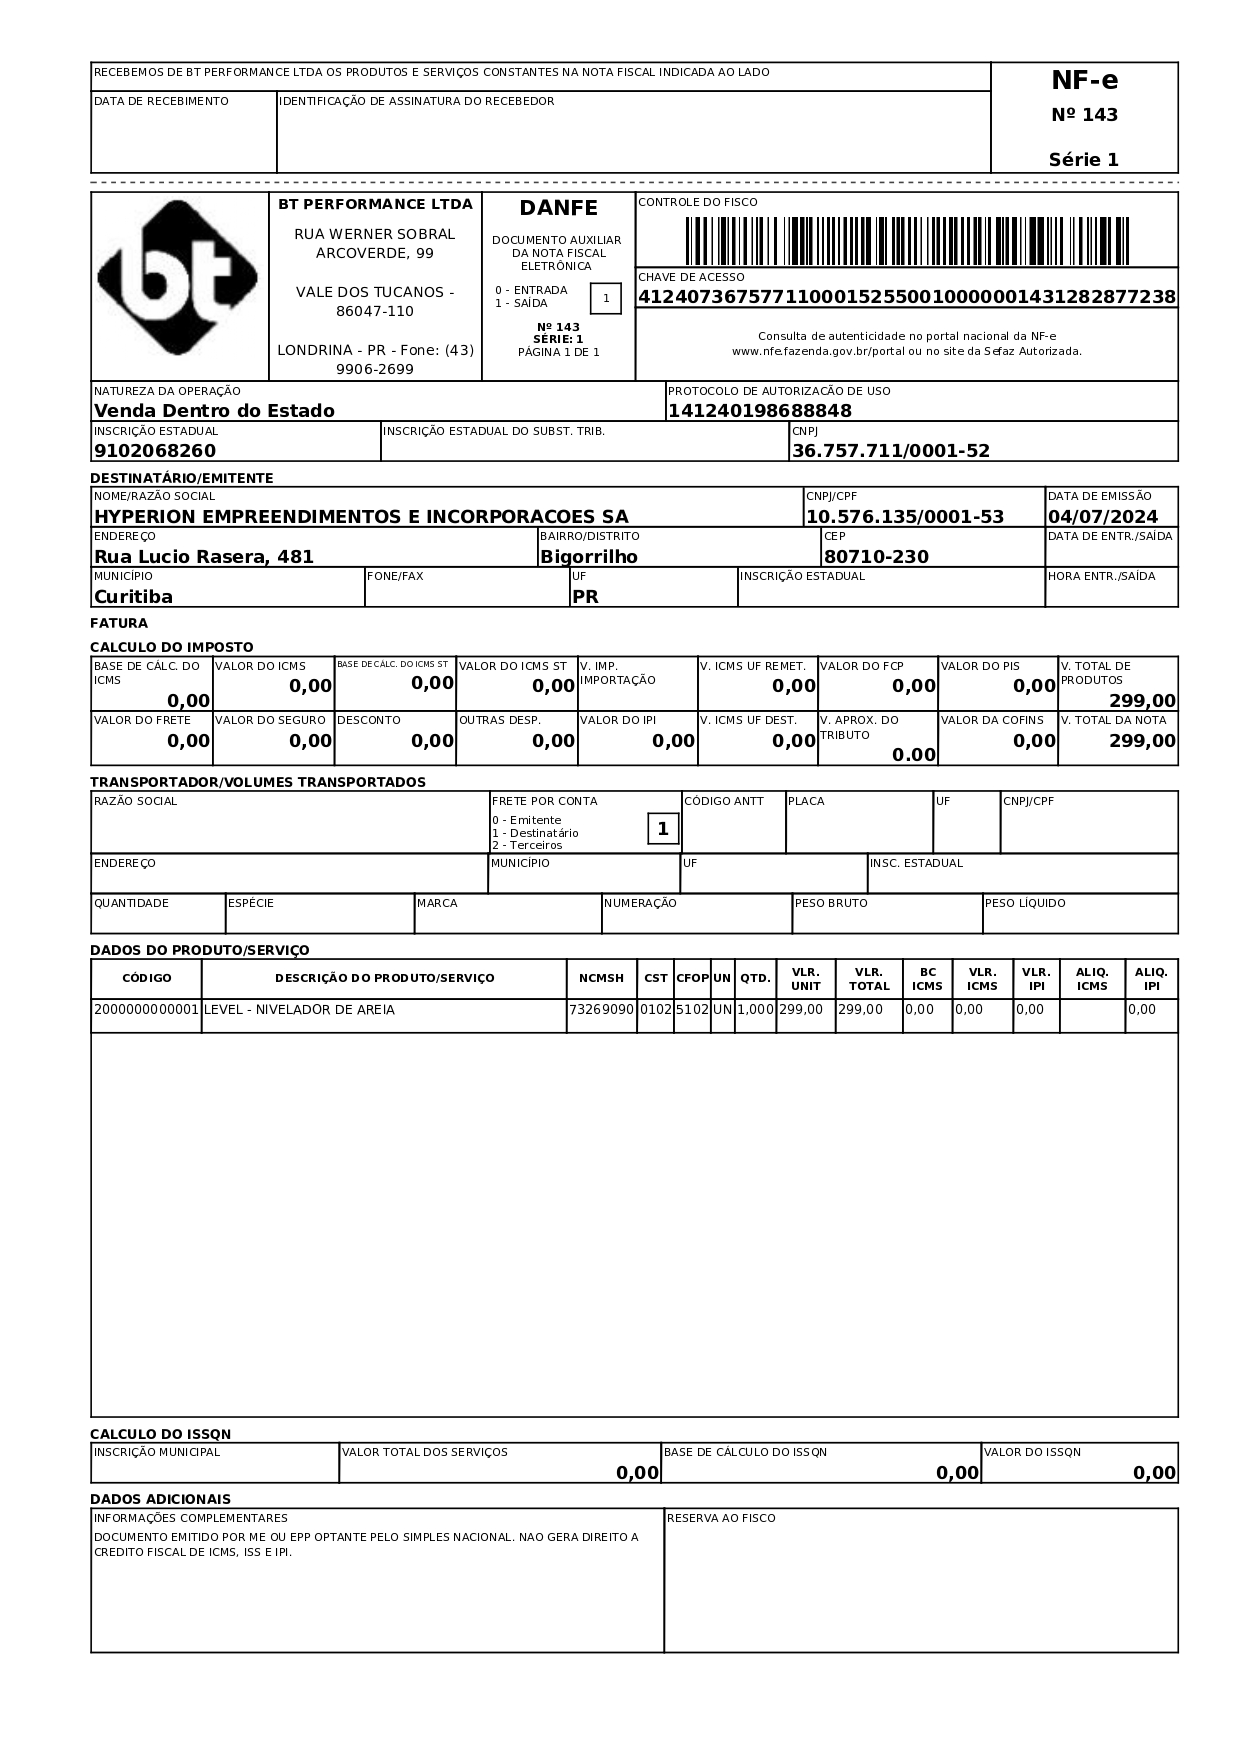 RECEBEMOS DE BT PERFORMANCE LTDA OS PRODUTOS E SERVIÇOS CONSTANTES NA NOTA FISCAL INDICADA AO LADO
DATA DE RECEBIMENTO
IDENTIFICAÇÃO DE ASSINATURA DO RECEBEDOR
NF-e
Nº 143
Série 1
bt
BT PERFORMANCE LTDA
RUA WERNER SOBRAL
ARCOVERDE, 99
VALE DOS TUCANOS -
86047-110
LONDRINA - PR - Fone: (43)
9906-2699
DANFE
DOCUMENTO AUXILIAR
DA NOTA FISCAL
ELETRÔNICA
0 - ENTRADA
1 - SAÍDA
1
Nº 143
SÉRIE: 1
PÁGINA 1 DE 1
CONTROLE DO FISCO
CHAVE DE ACESSO
41240736757711000152550010000001431282877238
Consulta de autenticidade no portal nacional da NF-e
www.nfe.fazenda.gov.br/portal ou no site da Sefaz Autorizada.
NATUREZA DA OPERAÇÃO
Venda Dentro do Estado
PROTOCOLO DE AUTORIZACÃO DE USO
141240198688848
INSCRIÇÃO ESTADUAL
9102068260
INSCRIÇÃO ESTADUAL DO SUBST. TRIB.
CNPJ
36.757.711/0001-52
DESTINATÁRIO/EMITENTE
NOME/RAZÃO SOCIAL
HYPERION EMPREENDIMENTOS E INCORPORACOES SA
CNPJ/CPF
10.576.135/0001-53
DATA DE EMISSÃO
04/07/2024
ENDEREÇO
Rua Lucio Rasera, 481
BAIRRO/DISTRITO
Bigorrilho
CEP
80710-230
DATA DE ENTR./SAÍDA
MUNICÍPIO
Curitiba
FONE/FAX
UF
PR
INSCRIÇÃO ESTADUAL
HORA ENTR./SAÍDA
FATURA
CALCULO DO IMPOSTO
BASE DE CÁLC. DO
ICMS
0,00
VALOR DO ICMS
0,00
BASE DE CÁLC. DO ICMS ST
0,00
VALOR DO ICMS ST
0,00
V. IMP.
IMPORTAÇÃO
V. ICMS UF REMET.
0,00
VALOR DO FCP
0,00
VALOR DO PIS
0,00
V. TOTAL DE
PRODUTOS
299,00
VALOR DO FRETE
0,00
VALOR DO SEGURO
0,00
DESCONTO
0,00
OUTRAS DESP.
0,00
VALOR DO IPI
0,00
V. ICMS UF DEST.
0,00
V. APROX. DO
TRIBUTO
0.00
VALOR DA COFINS
0,00
V. TOTAL DA NOTA
299,00
TRANSPORTADOR/VOLUMES TRANSPORTADOS
RAZÃO SOCIAL
FRETE POR CONTA
0 - Emitente
1 - Destinatário
2 - Terceiros
1
CÓDIGO ANTT
PLACA
UF
CNPJ/CPF
ENDEREÇO
MUNICÍPIO
UF
INSC. ESTADUAL
QUANTIDADE
ESPÉCIE
MARCA
NUMERAÇÃO
PESO BRUTO
PESO LÍQUIDO
DADOS DO PRODUTO/SERVIÇO
CÓDIGO DESCRIÇÃO DO PRODUTO/SERVIÇO NCMSH CST CFOP UN QTD. VLR. UNIT VLR. TOTAL BC ICMS VLR. ICMS VLR. IPI ALIQ. ICMS ALIQ. IPI
2000000000001 LEVEL - NIVELADOR DE AREIA 73269090 0102 5102 UN 1,000 299,00 299,00 0,00 0,00 0,00 0,00
CALCULO DO ISSQN
INSCRIÇÃO MUNICIPAL
VALOR TOTAL DOS SERVIÇOS
0,00
BASE DE CÁLCULO DO ISSQN
0,00
VALOR DO ISSQN
0,00
DADOS ADICIONAIS
INFORMAÇÕES COMPLEMENTARES
DOCUMENTO EMITIDO POR ME OU EPP OPTANTE PELO SIMPLES NACIONAL. NAO GERA DIREITO A
CREDITO FISCAL DE ICMS, ISS E IPI.
RESERVA AO FISCO